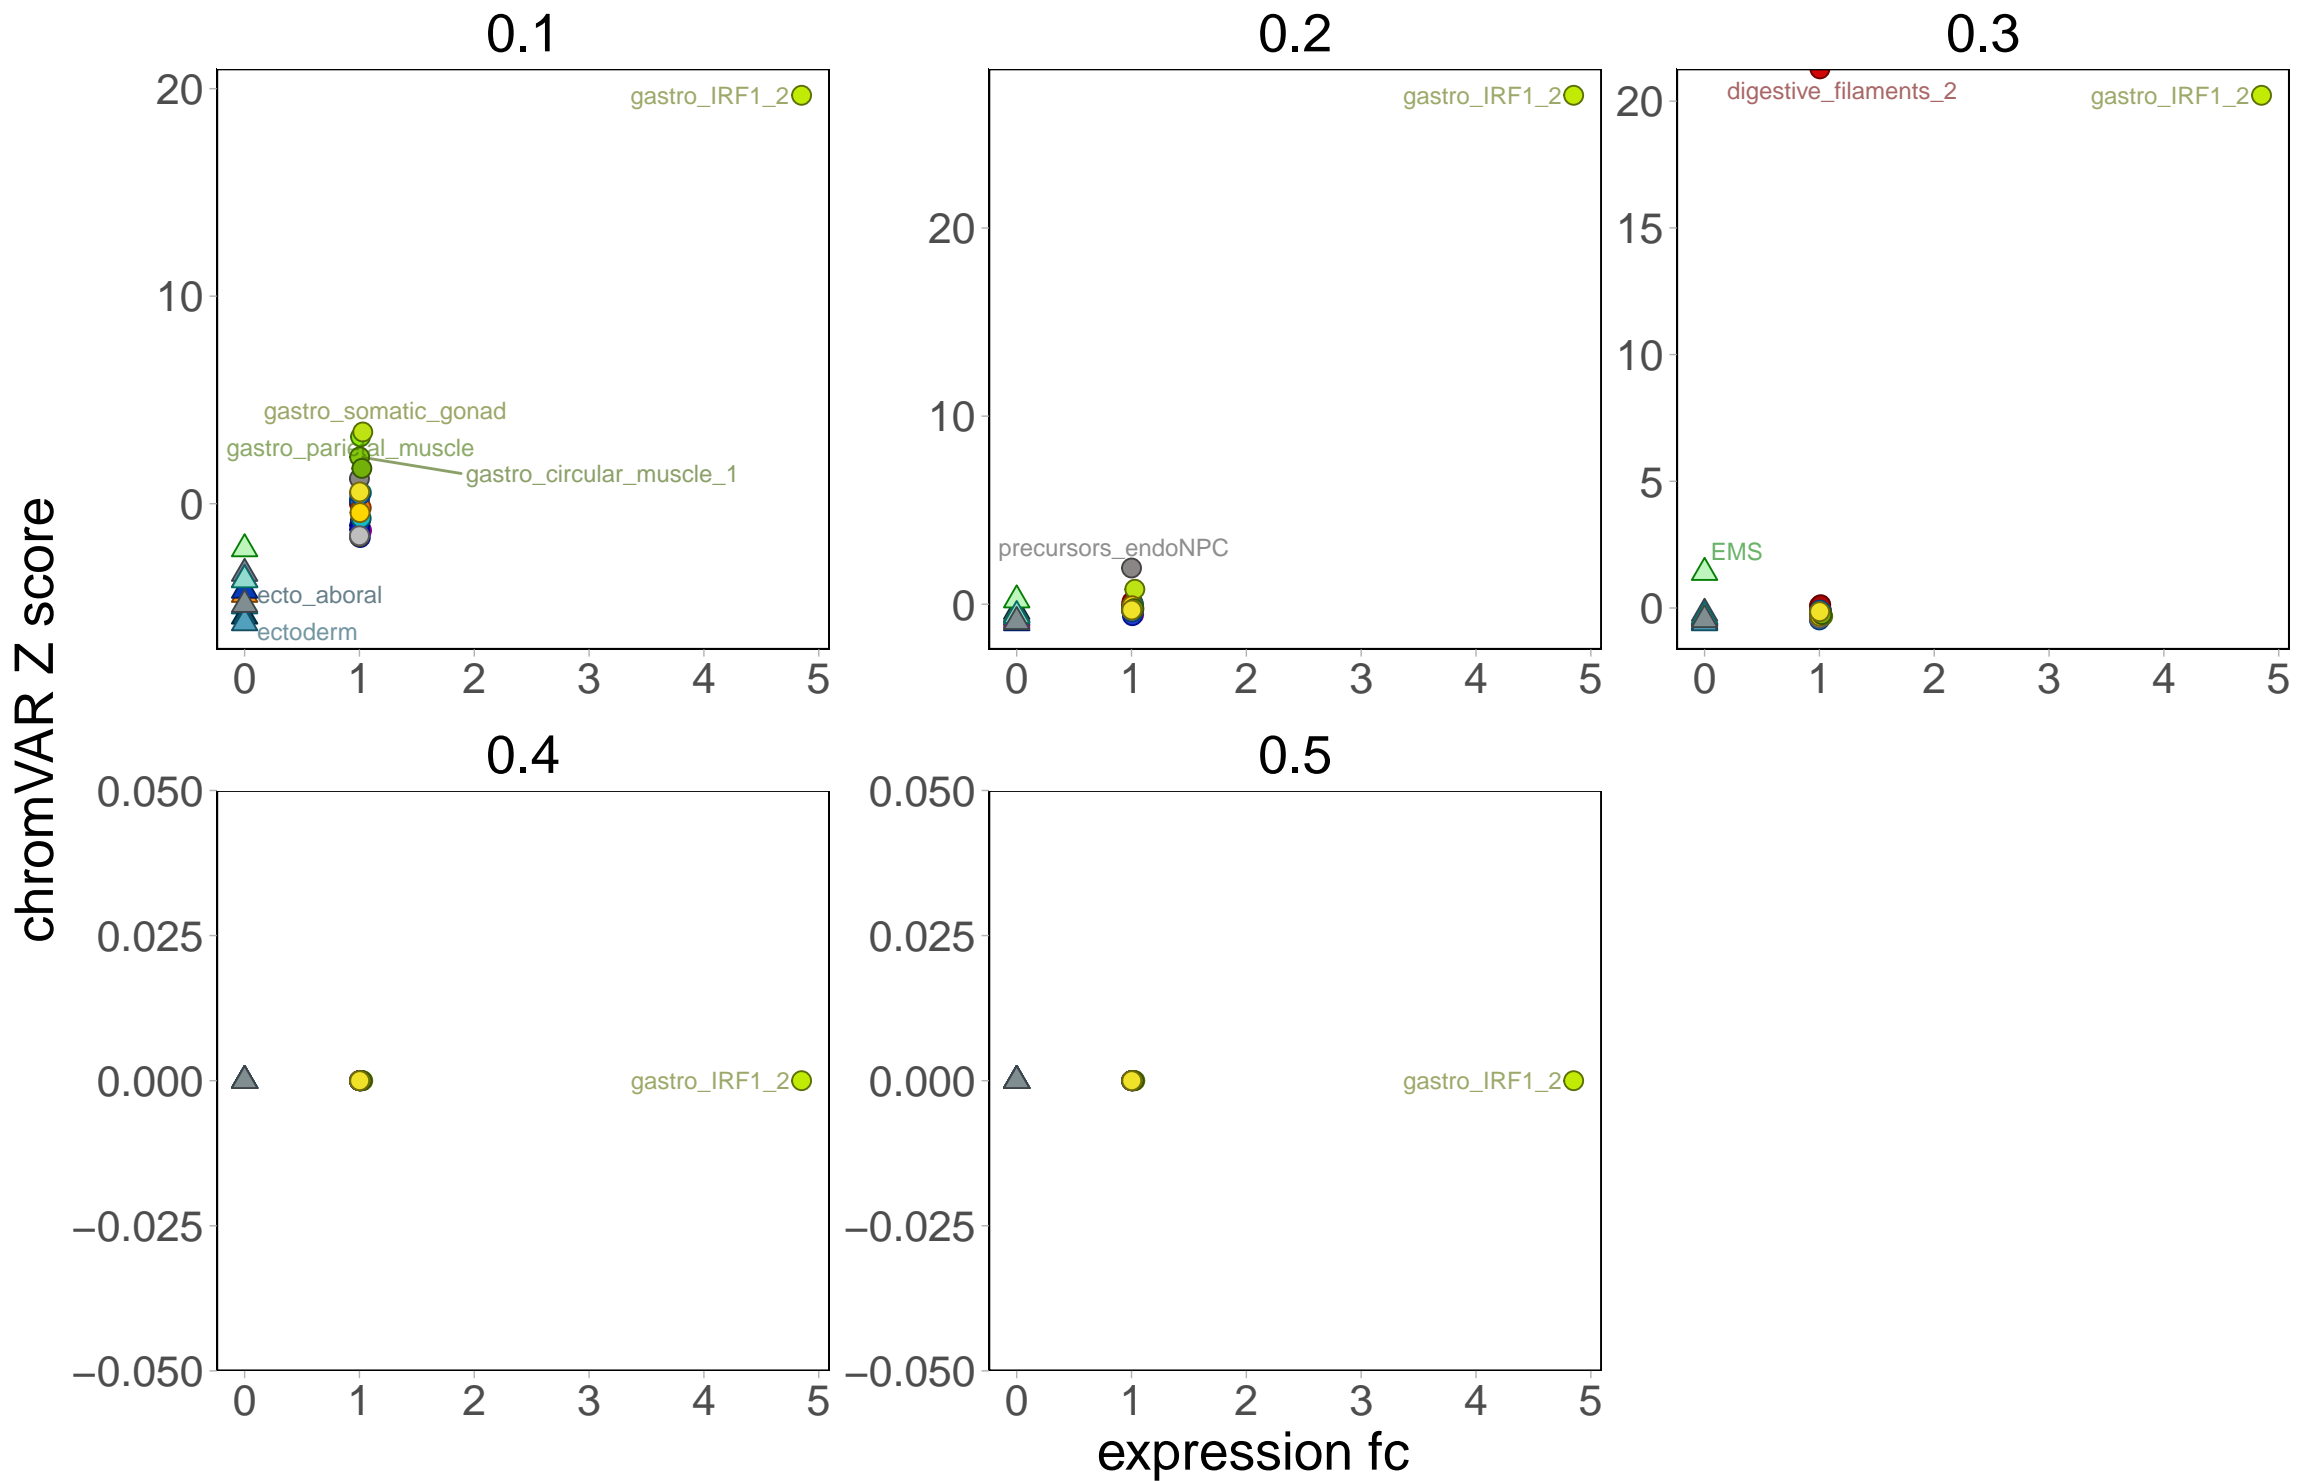 0.1
0.2
0.3
20
10
0
gastro_IRF1_2
gastro_somatic_gonad
gastro_parietal_muscle
gastro_circular_muscle_1
ecto_aboral
ectoderm
0 1 2 3 4 5
20
10
0
gastro_IRF1_2
precursors_endoNPC
0 1 2 3 4 5
20
15
10
5
0
digestive_filaments_2
gastro_IRF1_2
EMS
0 1 2 3 4 5
chromVAR Z score
0.4
0.5
0.050
0.025
0.000
−0.025
−0.050
gastro_IRF1_2
0 1 2 3 4 5
0.050
0.025
0.000
−0.025
−0.050
gastro_IRF1_2
0 1 2 3 4 5
expression fc